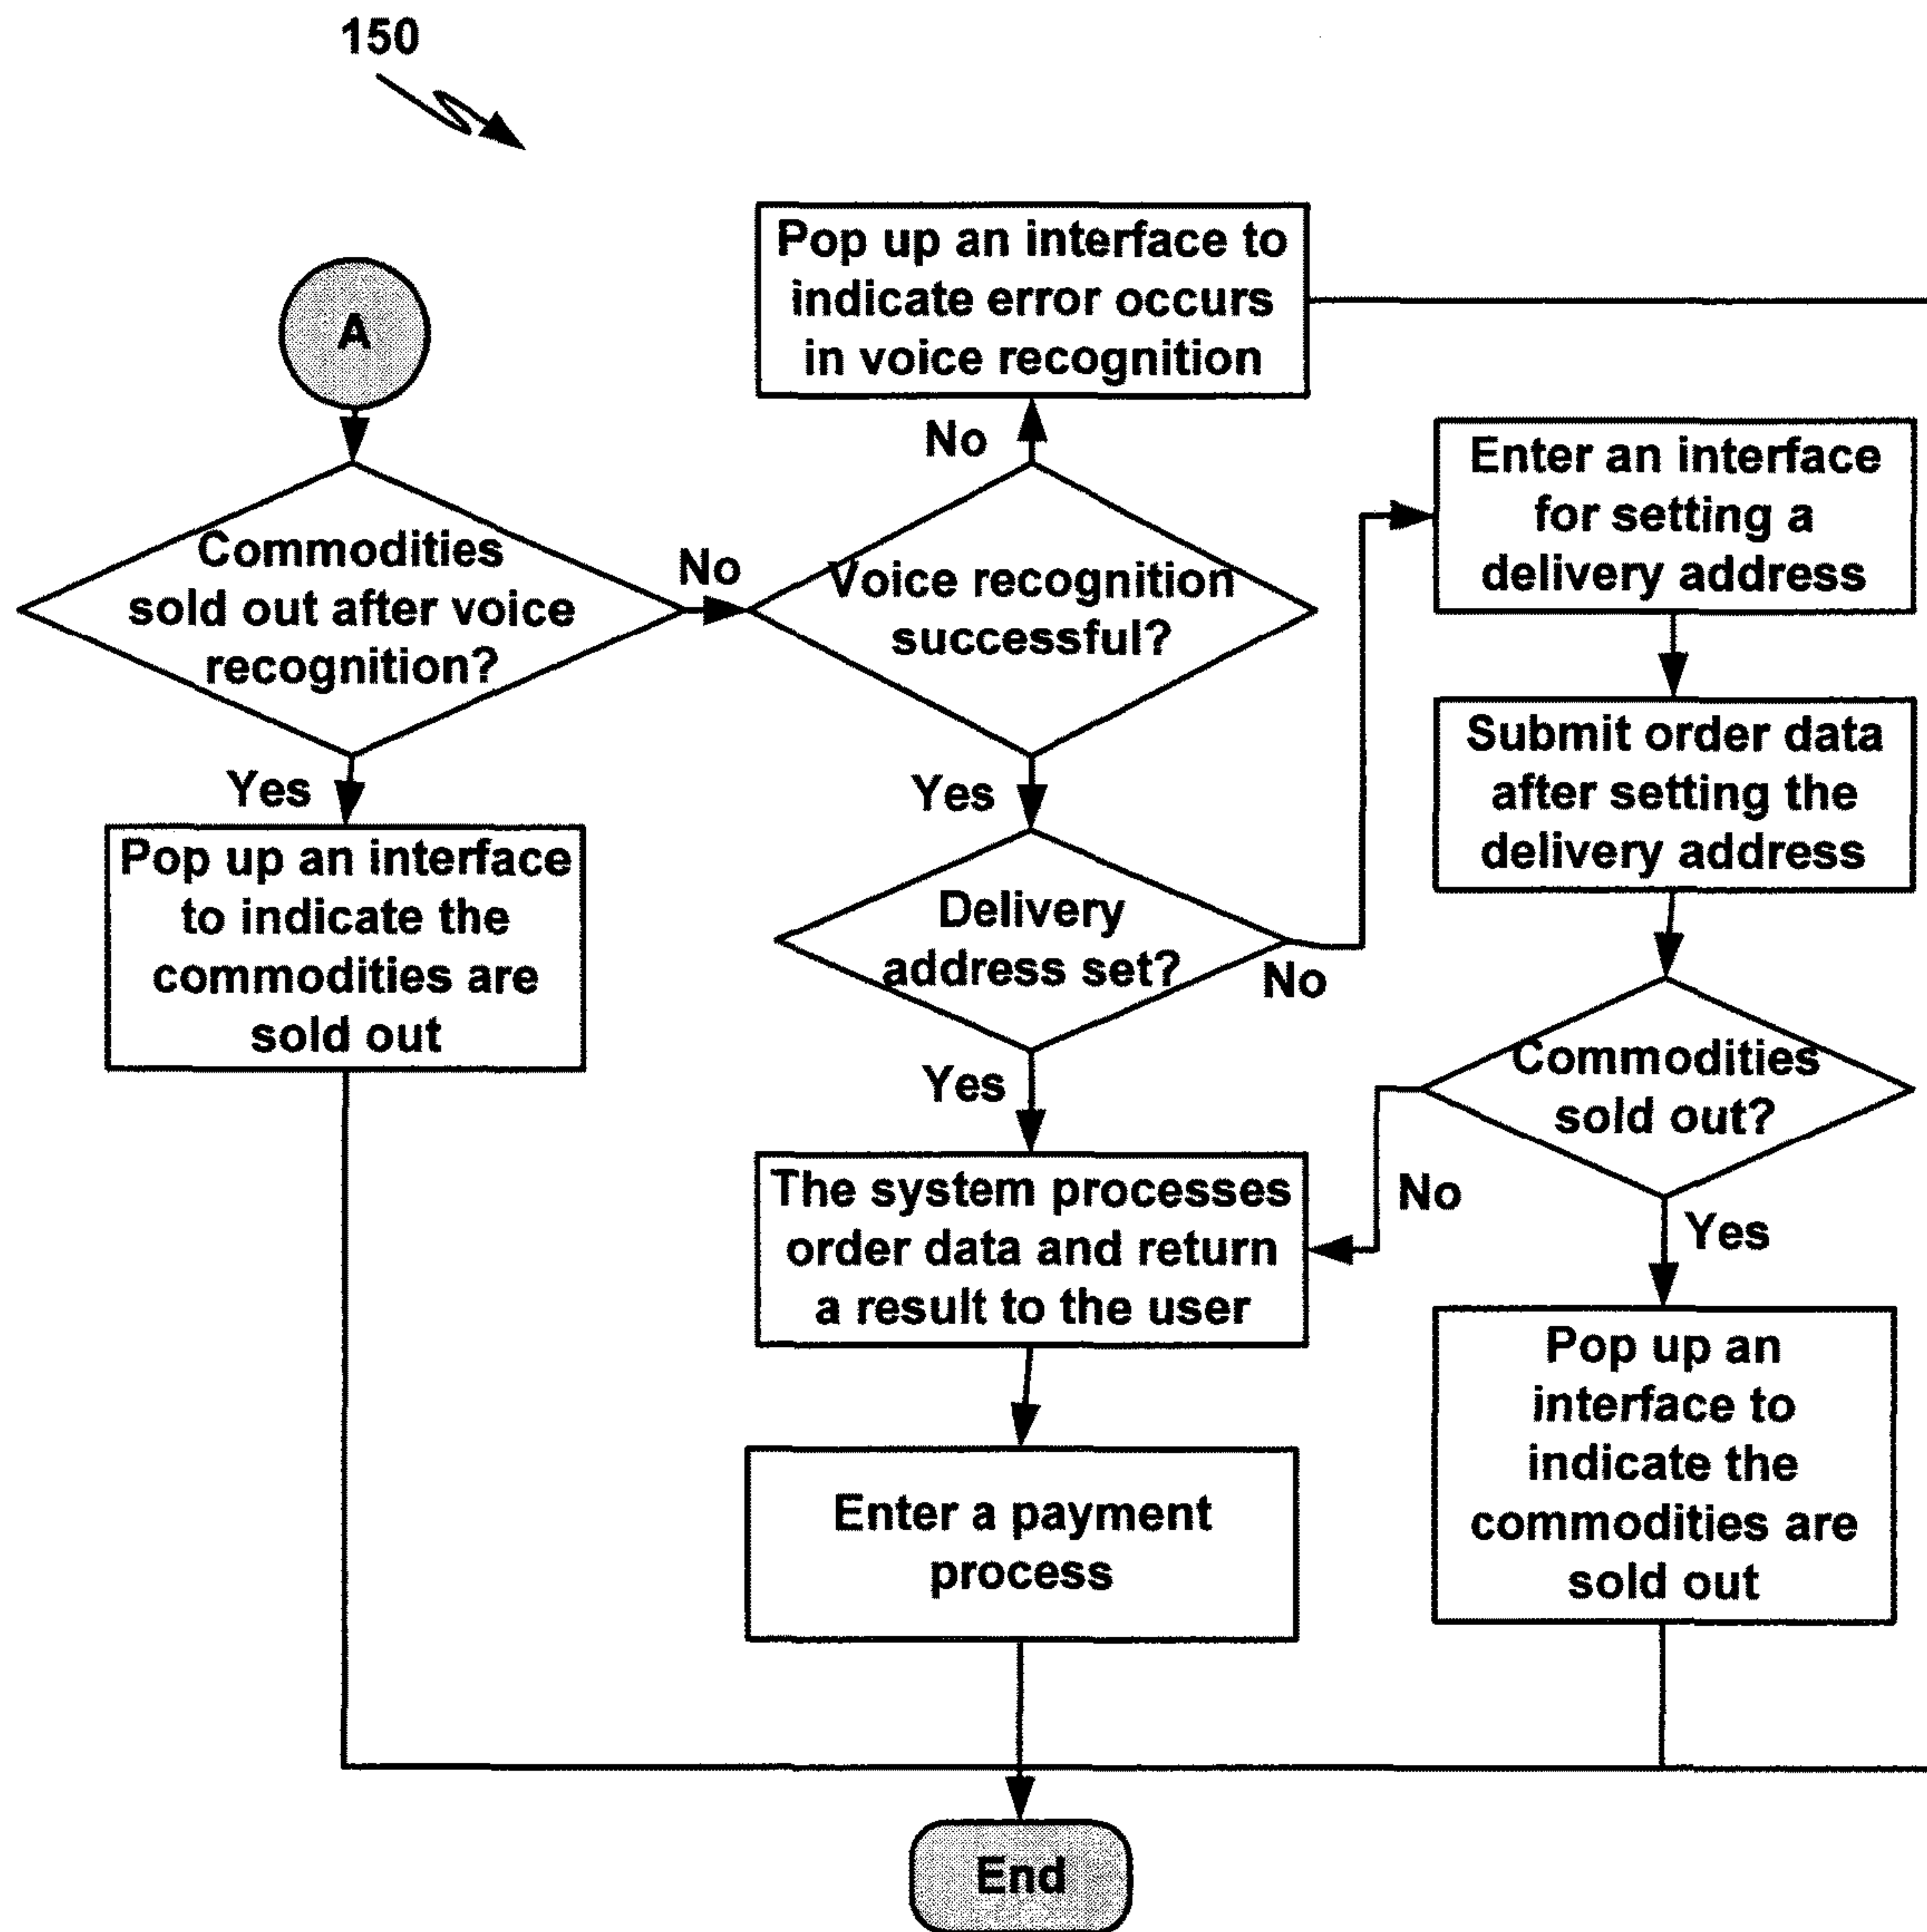 150
A
Commodities
sold out after voice
recognition?
No
Yes
Pop up an interface
to indicate the
commodities are
sold out
Pop up an interface to
indicate error occurs
in voice recognition
No
Voice recognition
successful?
Yes
Delivery
address set?
No
Yes
The system processes
order data and return
a result to the user
Enter a payment
process
Enter an interface
for setting a
delivery address
Submit order data
after setting the
delivery address
Commodities
sold out?
No
Yes
Pop up an
interface to
indicate the
commodities are
sold out
End